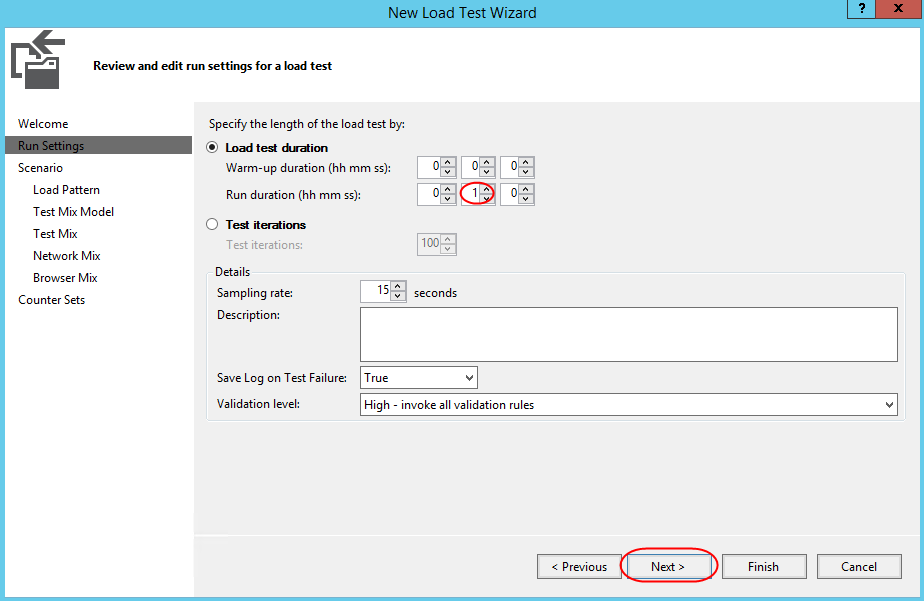 New Load Test Wizard
?
X
Review and edit run settings for a load test
Welcome
Run Settings
Scenario
Load Pattern
Test Mix Model
Test Mix
Network Mix
Browser Mix
Counter Sets
Specify the length of the load test by:
Load test duration
Warm-up duration (hh mm ss): 0 0 0
Run duration (hh mm ss): 0 1 0
Test iterations
Test iterations: 100
Details
Sampling rate: 15 seconds
Description:
Save Log on Test Failure: True
Validation level: High - invoke all validation rules
< Previous Next > Finish Cancel